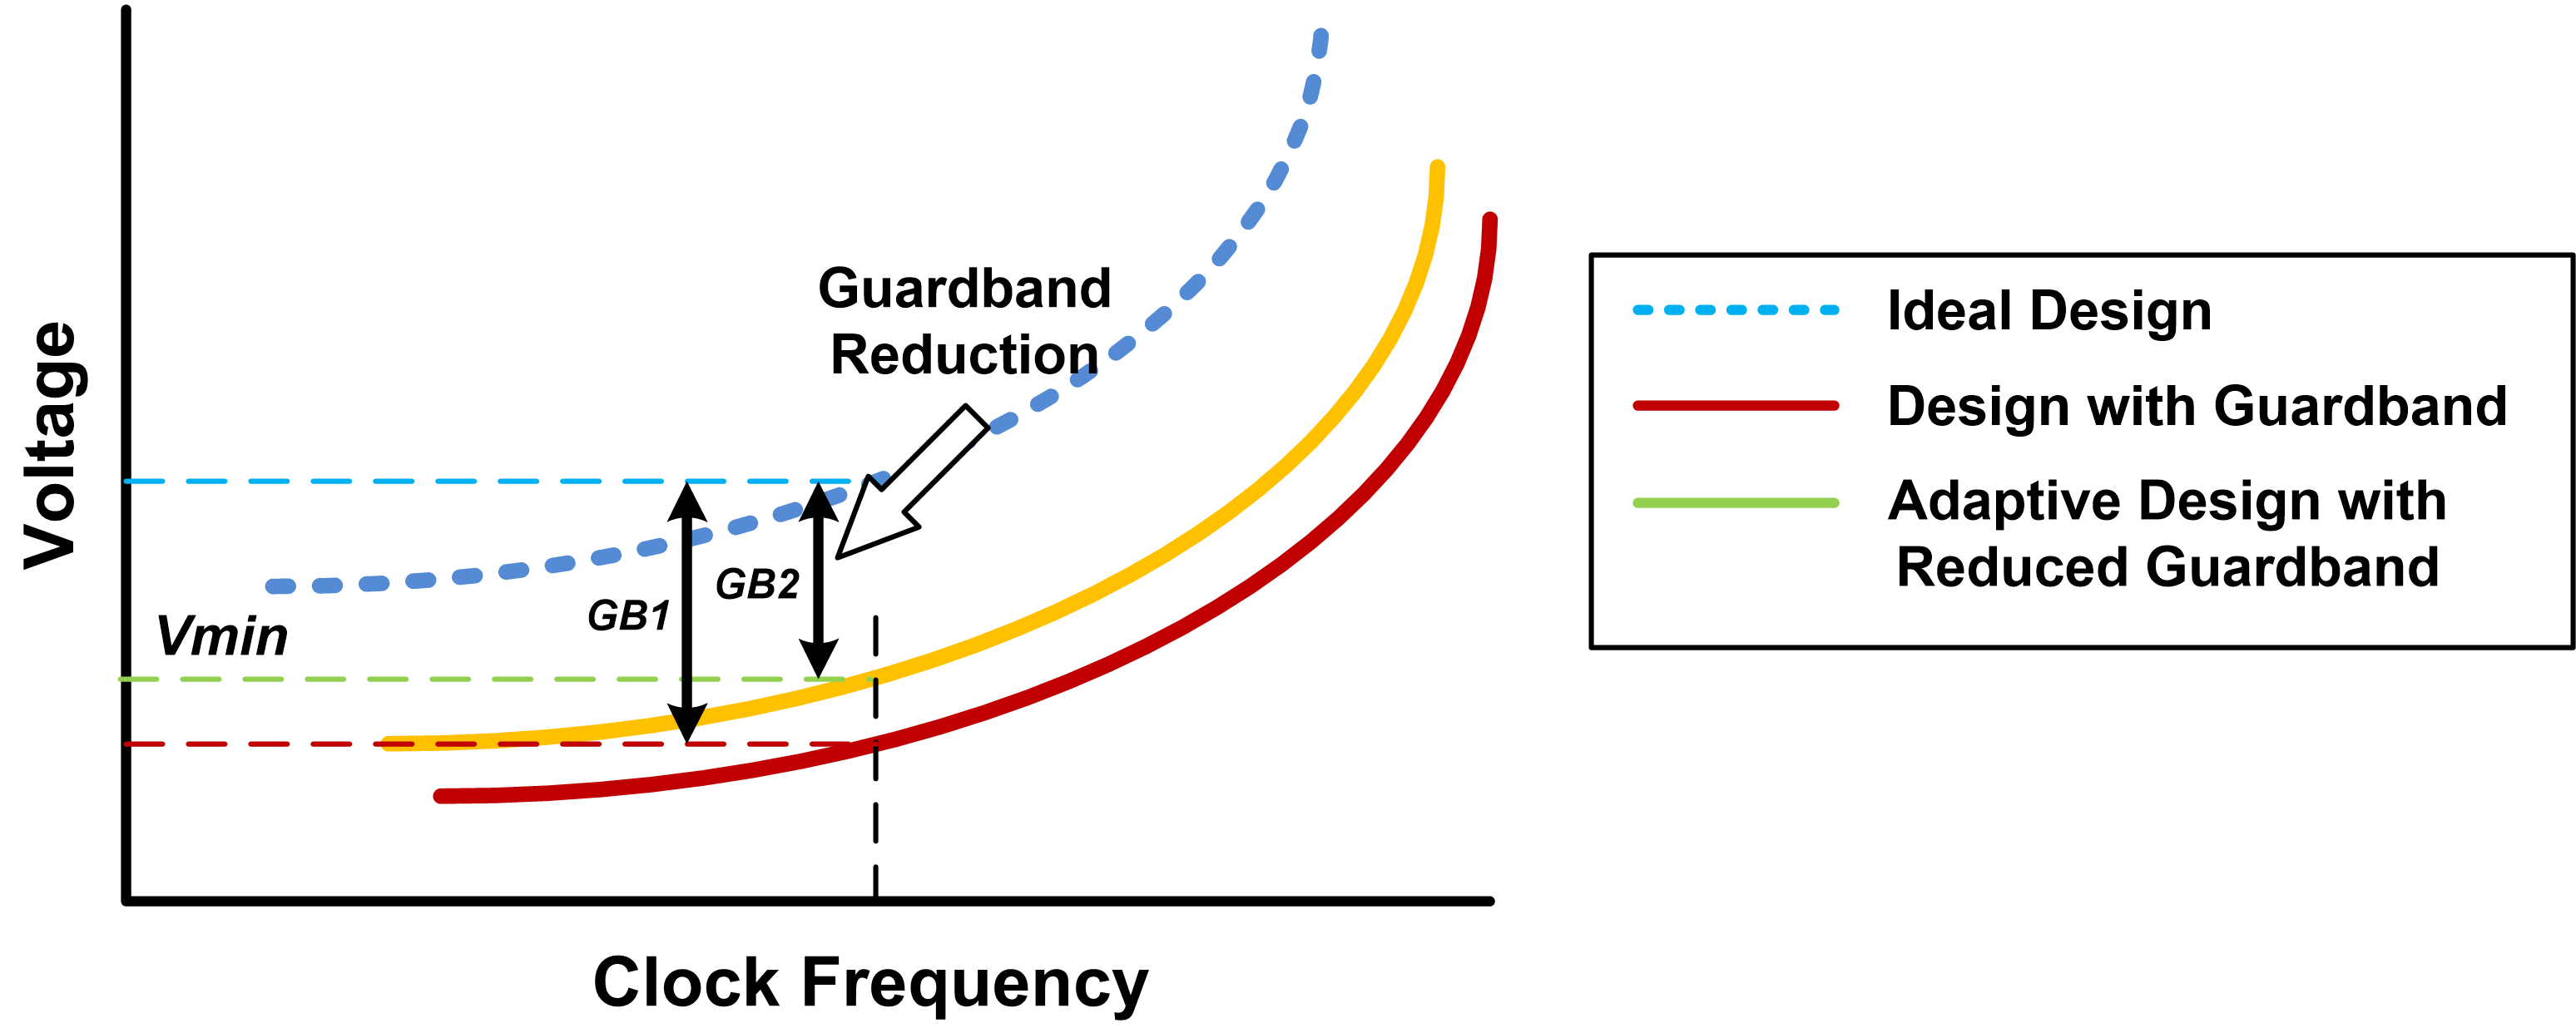 Voltage
Guardband
Reduction
GB2
GB1
Vmin
Clock Frequency
Ideal Design
Design with Guardband
Adaptive Design with
Reduced Guardband